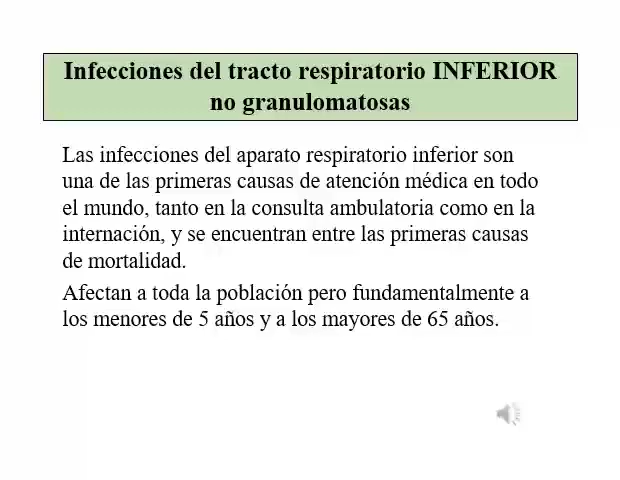 Infecciones del tracto respiratorio INFERIOR
no granulomatosas
Las infecciones del aparato respiratorio inferior son
una de las primeras causas de atención médica en todo
el mundo, tanto en la consulta ambulatoria como en la
internación, y se encuentran entre las primeras causas
de mortalidad.
Afectan a toda la población pero fundamentalmente a
los menores de 5 años y a los mayores de 65 años.